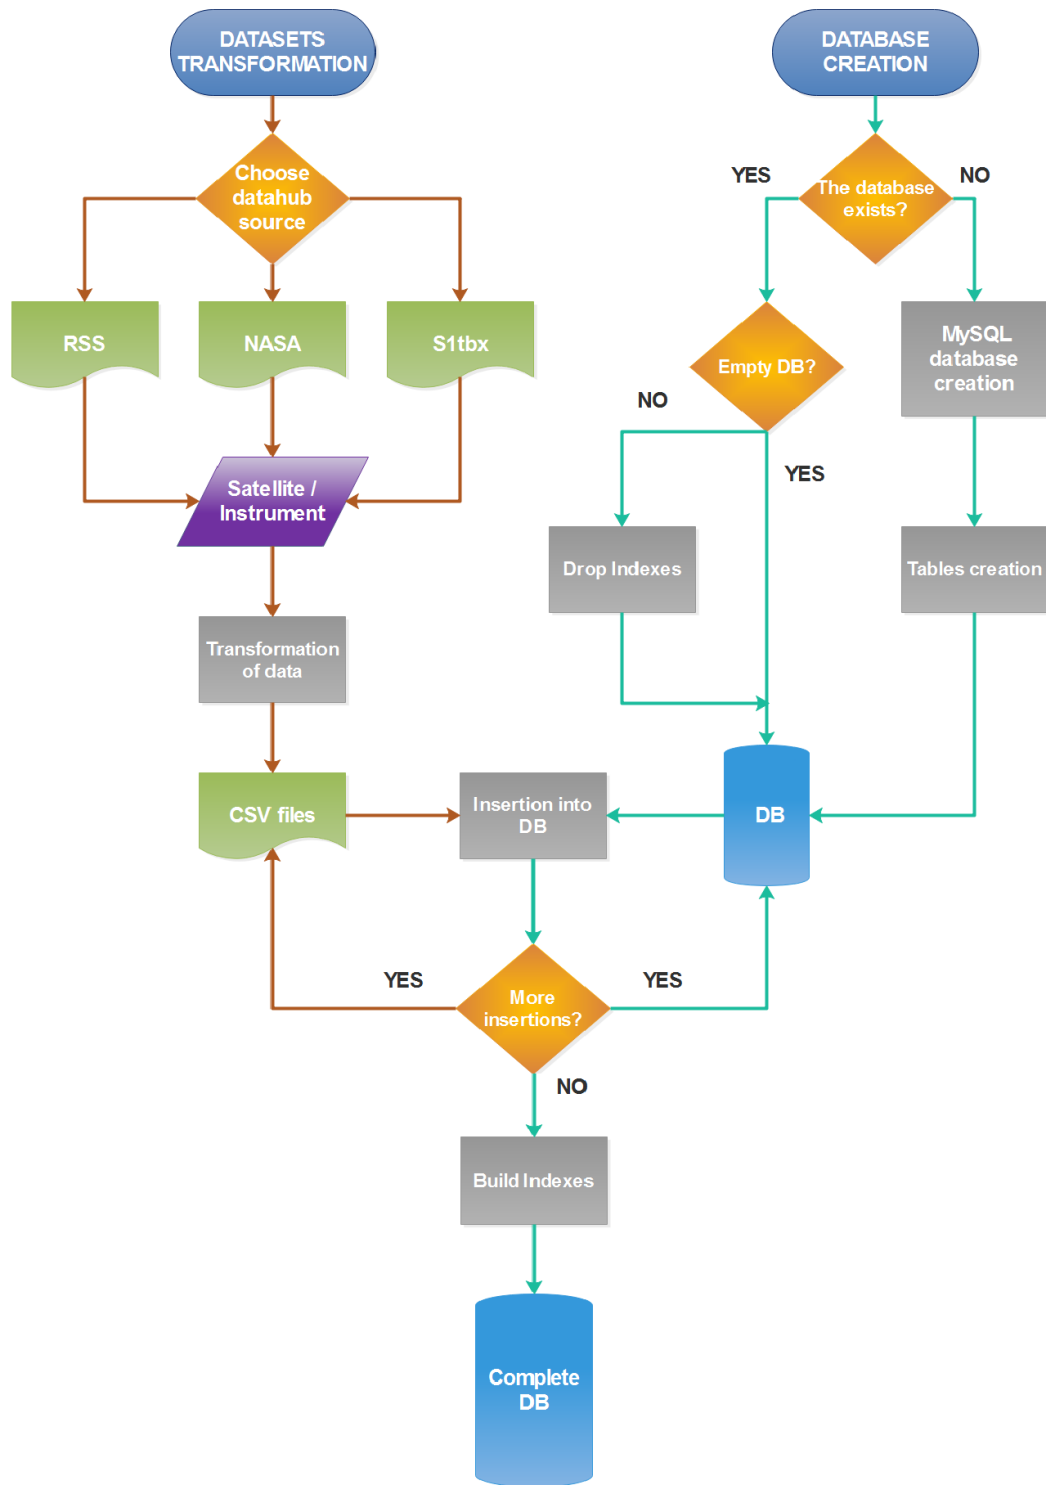 DATASETS
TRANSFORMATION
DATABASE
CREATION
Choose
datahub
source
YES
The database
exists?
NO
RSS
NASA
S1tbx
Empty DB?
MySQL
database
creation
NO
YES
Satellite /
Instrument
Drop Indexes
Tables creation
Transformation
of data
CSV files
Insertion into
DB
DB
YES
More
insertions?
YES
NO
Build Indexes
Complete
DB